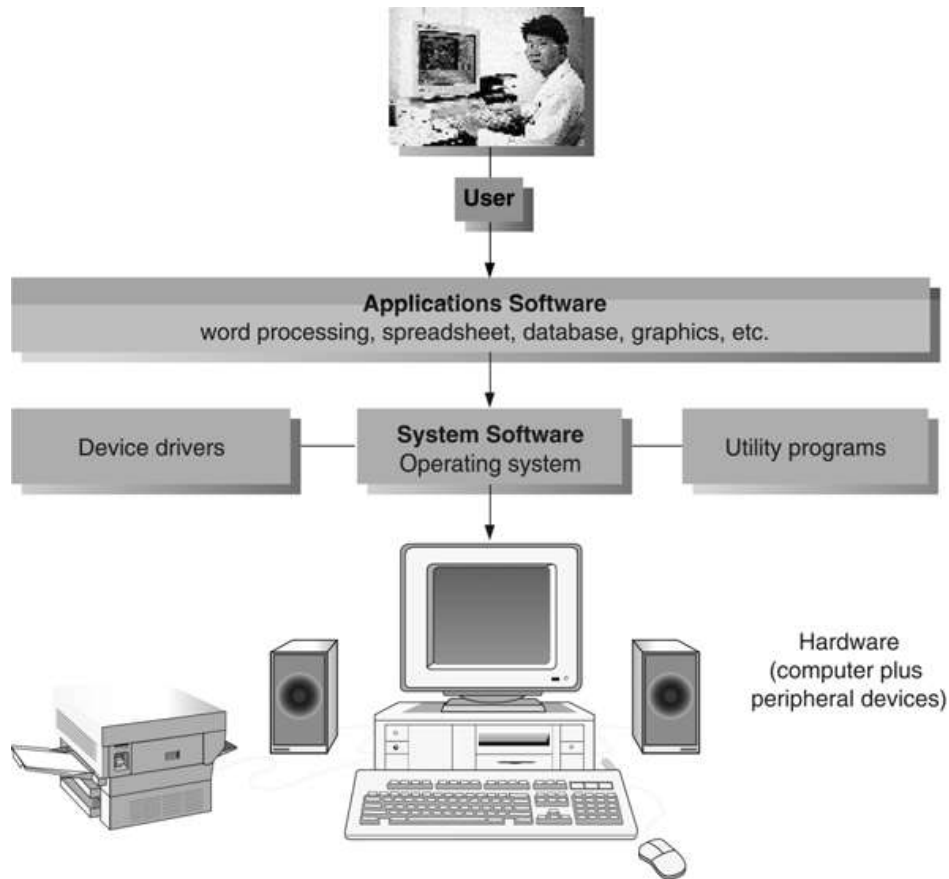 User
Applications Software
word processing, spreadsheet, database, graphics, etc.
Device drivers
System Software
Operating system
Utility programs
Hardware
(computer plus
peripheral devices)